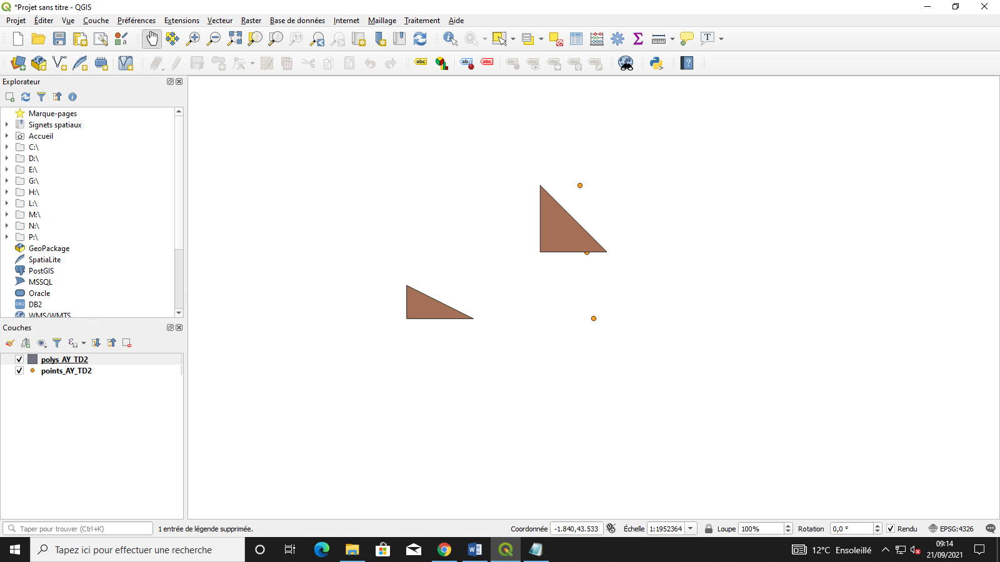 *Projet sans titre - QGIS
Projet Éditer Vue Couche Préférences Extensions Vecteur Raster Base de données Internet Maillage Traitement Aide
Explorateur
Marque-pages
Signets spatiaux
Accueil
C:\
D:\
E:\
G:\
H:\
L:\
M:\
N:\
P:\
GeoPackage
SpatiaLite
PostGIS
MSSQL
Oracle
DB2
WMS/WMTS
Couches
polys_AY_TD2
points_AY_TD2
Taper pour trouver (Ctrl+K) 1 entrée de légende supprimée. Coordonnée -1.840,43.533 Échelle 1:1952364 Loupe 100% Rotation 0,0 ° Rendu EPSG:4326
Tapez ici pour effectuer une recherche 12°C Ensoleillé 09:14
21/09/2021